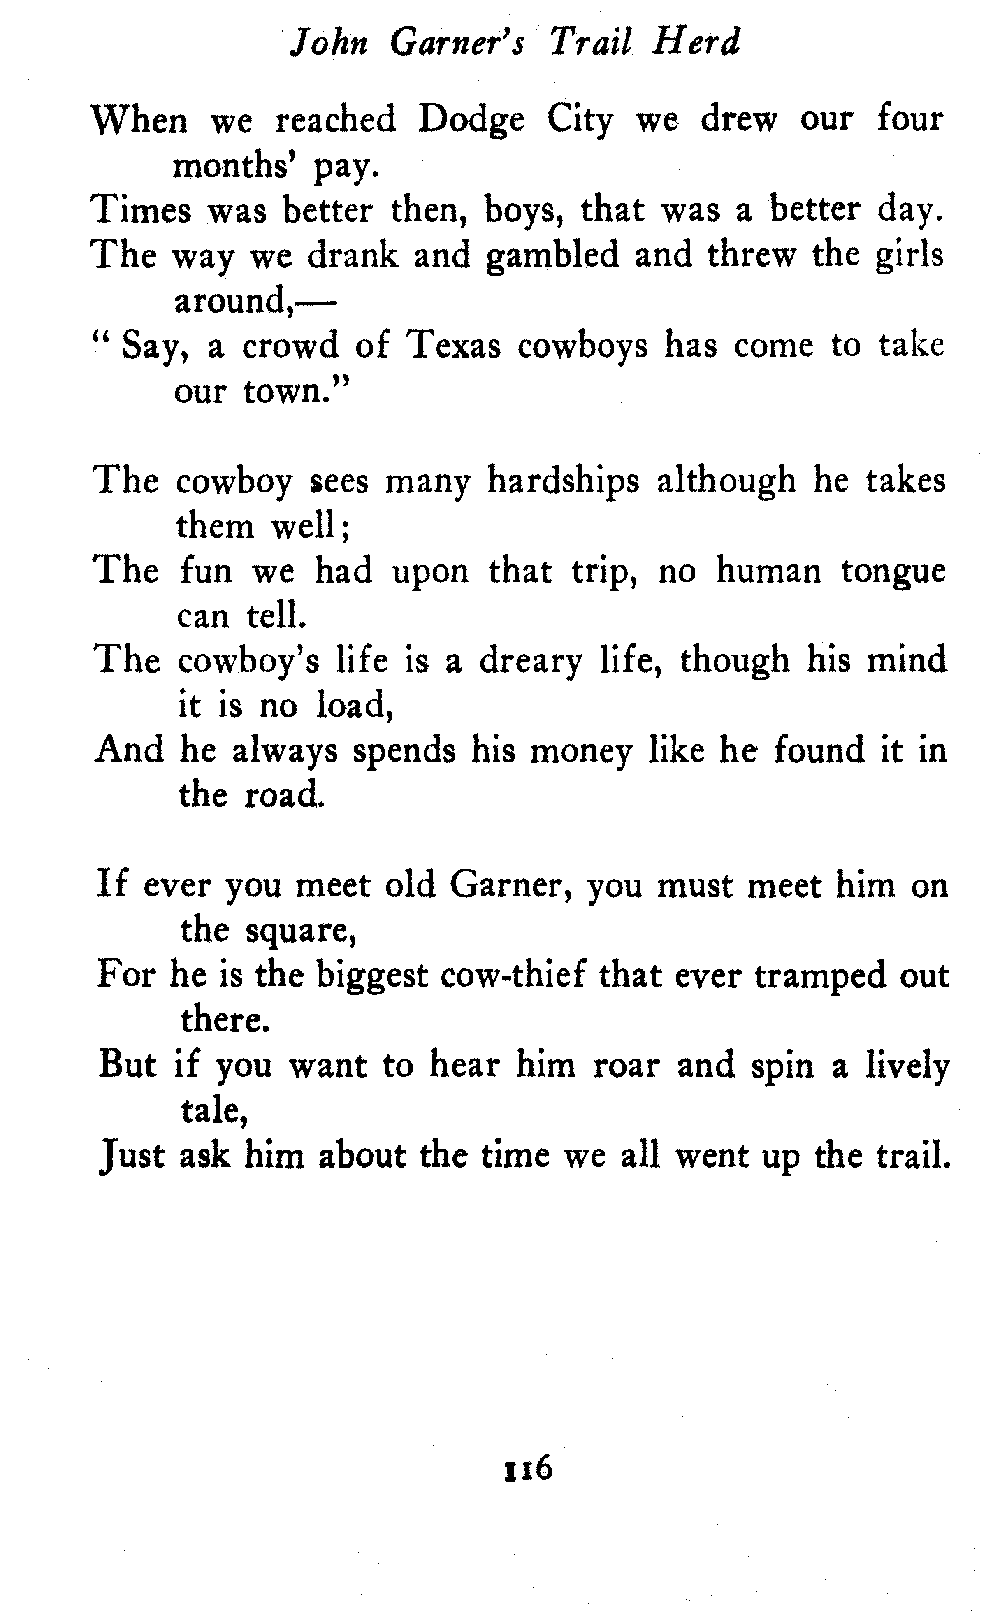 John Garner's Trail Herd
When we reached Dodge City we drew our four
months' pay.
Times was better then, boys, that was a better day.
The way we drank and gambled and threw the girls
around,—
“ Say, a crowd of Texas cowboys has come to take
our town.”
The cowboy sees many hardships although he takes
them well;
The fun we had upon that trip, no human tongue
can tell.
The cowboy's life is a dreary life, though his mind
it is no load,
And he always spends his money like he found it in
the road.
If ever you meet old Garner, you must meet him on
the square,
For he is the biggest cow-thief that ever tramped out
there.
But if you want to hear him roar and spin a lively
tale,
Just ask him about the time we all went up the trail.
116